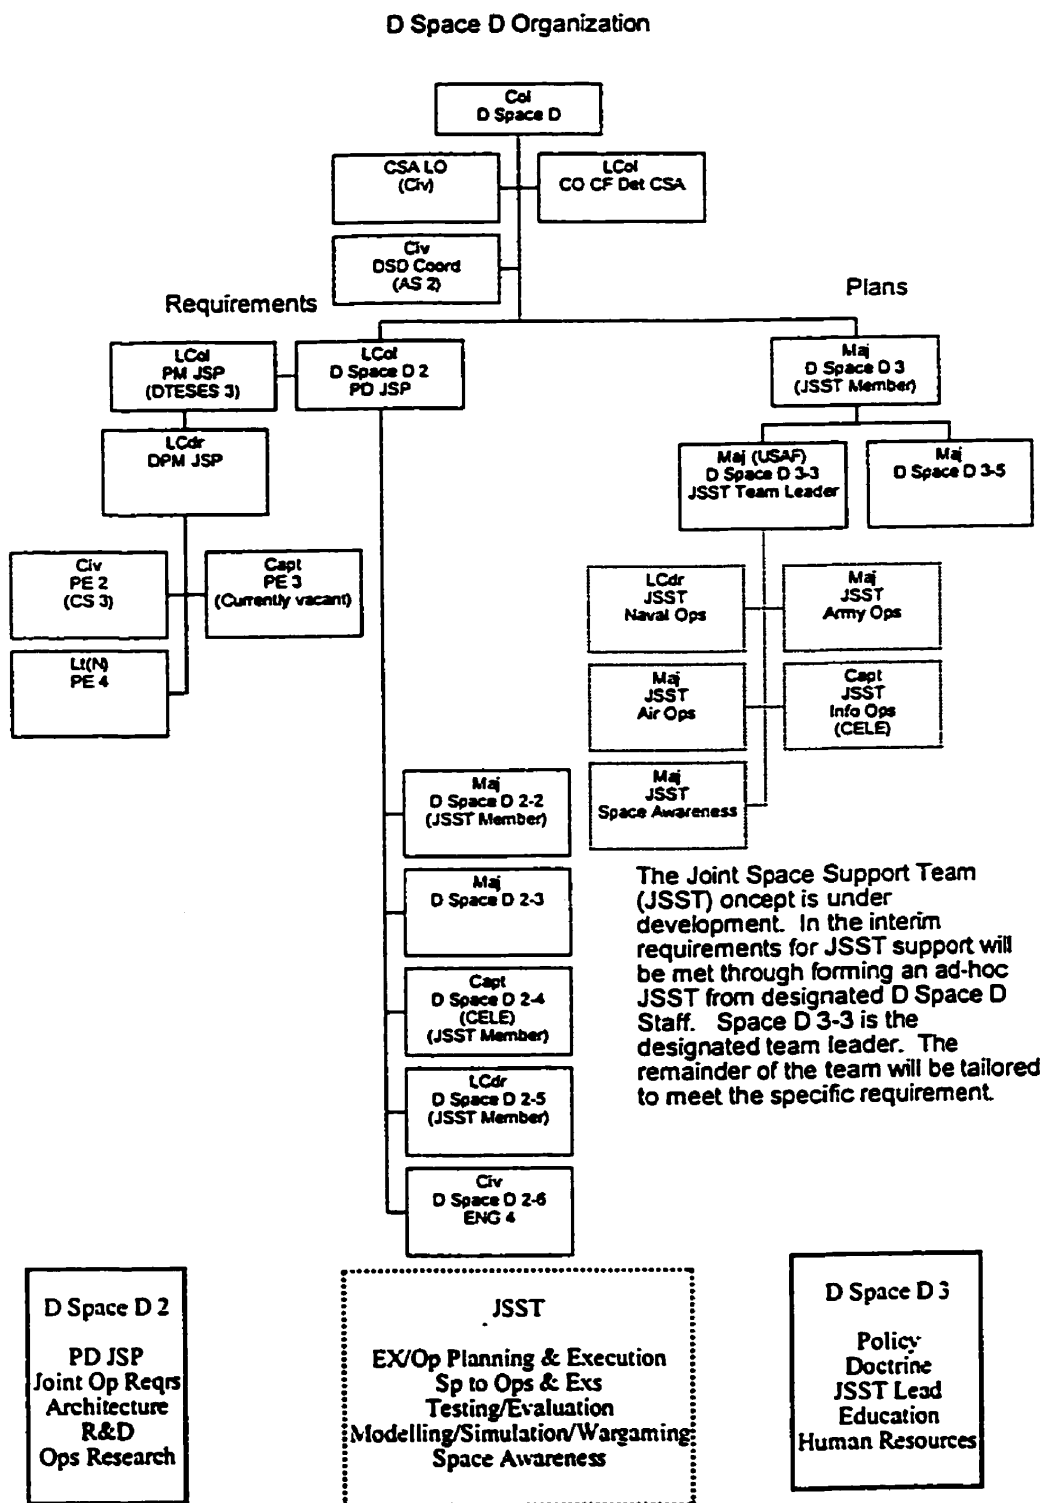 D Space D Organization
Col
D Space D
CSA LO
(Civ)
LCol
CO CF Det CSA
Civ
DSD Coord
(AS 2)
Requirements
Plans
LCol
PM JSP
(DTESES 3)
LCol
D Space D 2
PD JSP
Maj
D Space D 3
(JSST Member)
LCdr
DPM JSP
Maj (USAF)
D Space D 3-3
JSST Team Leader
Maj
D Space D 3-5
Civ
PE 2
(CS 3)
Capt
PE 3
(Currently vacant)
Lt(N)
PE 4
LCdr
JSST
Naval Ops
Maj
JSST
Army Ops
Maj
JSST
Air Ops
Capt
JSST
Info Ops
(CELE)
Maj
JSST
Space Awareness
Maj
D Space D 2-2
(JSST Member)
Maj
D Space D 2-3
Capt
D Space D 2-4
(CELE)
(JSST Member)
LCdr
D Space D 2-5
(JSST Member)
Civ
D Space D 2-6
ENG 4
The Joint Space Support Team
(JSST) oncept is under
development. In the interim
requirements for JSST support will
be met through forming an ad-hoc
JSST from designated D Space D
Staff. Space D 3-3 is the
designated team leader. The
remainder of the team will be tailored
to meet the specific requirement.
D Space D 2
PD JSP
Joint Op Reqrs
Architecture
R&D
Ops Research
JSST
EX/Op Planning & Execution
Sp to Ops & Exs
Testing/Evaluation
Modelling/Simulation/Wargaming
Space Awareness
D Space D 3
Policy
Doctrine
JSST Lead
Education
Human Resources